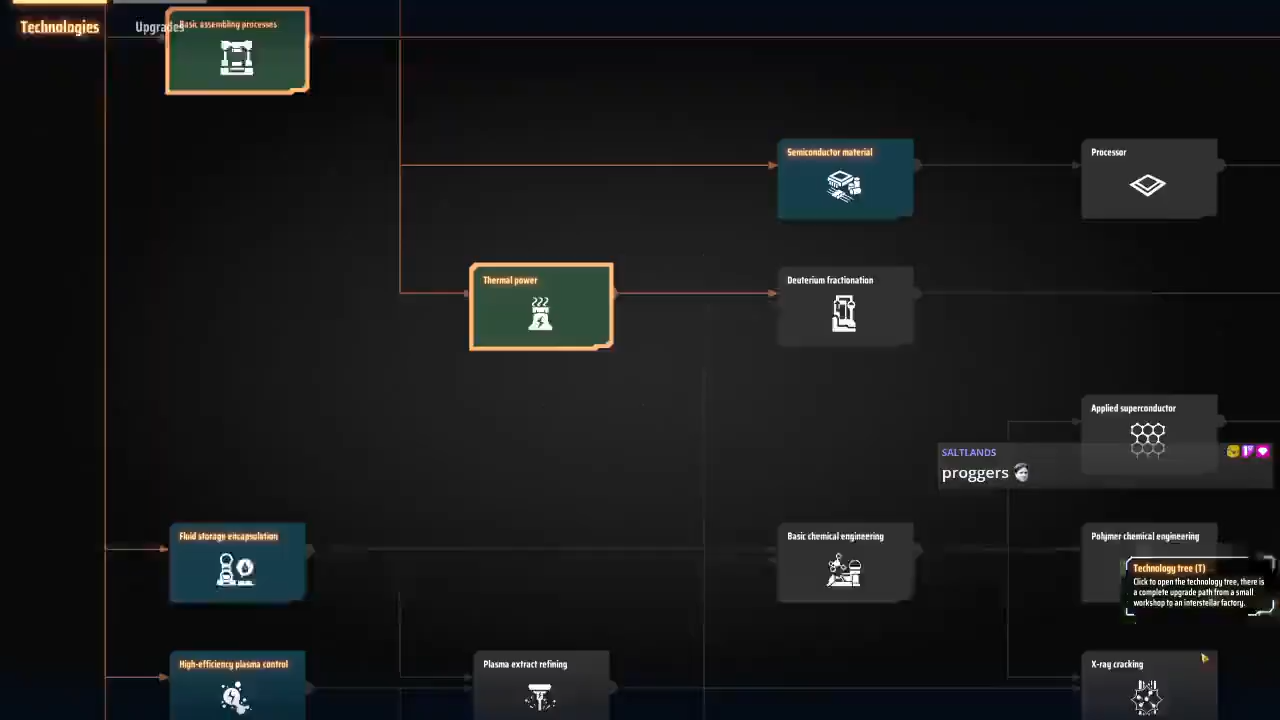 Technologies
Upgrades
Basic assembling processes
Semiconductor material
Processor
Thermal power
Deuterium fractionation
Applied superconductor
SALTLANDS
proggers
Fluid storage encapsulation
Basic chemical engineering
Polymer chemical engineering
Technology tree (T)
Click to open the technology tree, there is
a complete upgrade path from a small
workshop to an interstellar factory.
High-efficiency plasma control
Plasma extract refining
X-ray cracking